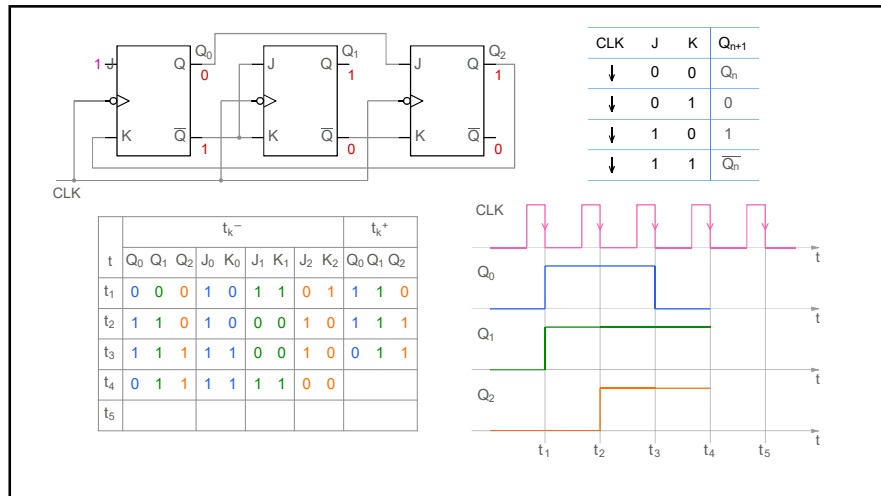 Q₀ Q₁ Q₂
1 J Q J Q J Q
0 1 1
K Q̅ K Q̅ K Q̅
1 0 0
CLK
CLK J K Qₙ₊₁
↓ 0 0 Qₙ
↓ 0 1 0
↓ 1 0 1
↓ 1 1 Q̅ₙ
tₖ⁻ tₖ⁺
t Q₀ Q₁ Q₂ J₀ K₀ J₁ K₁ J₂ K₂ Q₀ Q₁ Q₂
t₁ 0 0 0 1 0 1 1 0 1 1 1 0
t₂ 1 1 0 1 0 0 0 1 0 1 1 1
t₃ 1 1 1 1 1 0 0 1 0 0 1 1
t₄ 0 1 1 1 1 1 1 0 0
t₅
CLK
t
Q₀
t
Q₁
t
Q₂
t
t₁ t₂ t₃ t₄ t₅